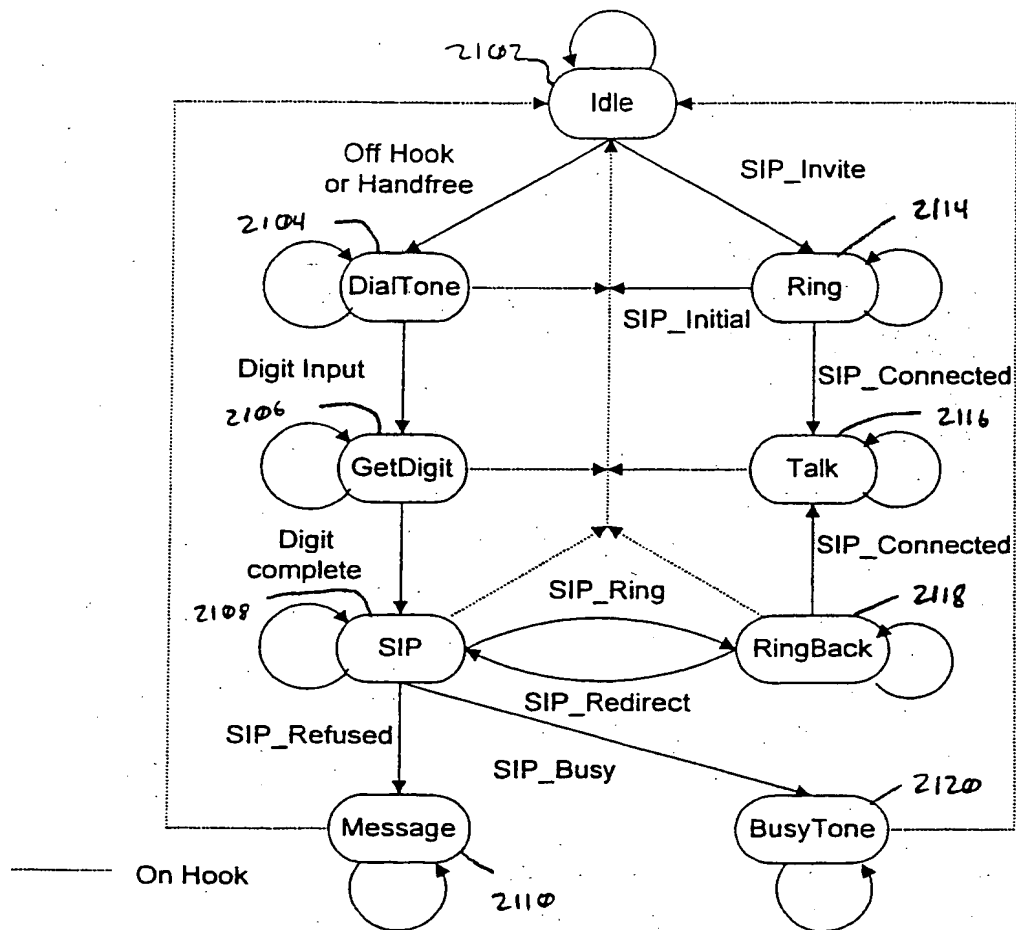 2102
Idle
Off Hook
or Handfree
SIP_Invite
2104
2114
DialTone
Ring
SIP_Initial
Digit Input
SIP_Connected
2106
2116
GetDigit
Talk
Digit
complete
SIP_Connected
SIP_Ring
2108
2118
SIP
RingBack
SIP_Redirect
SIP_Refused
SIP_Busy
2120
Message
BusyTone
On Hook
2110